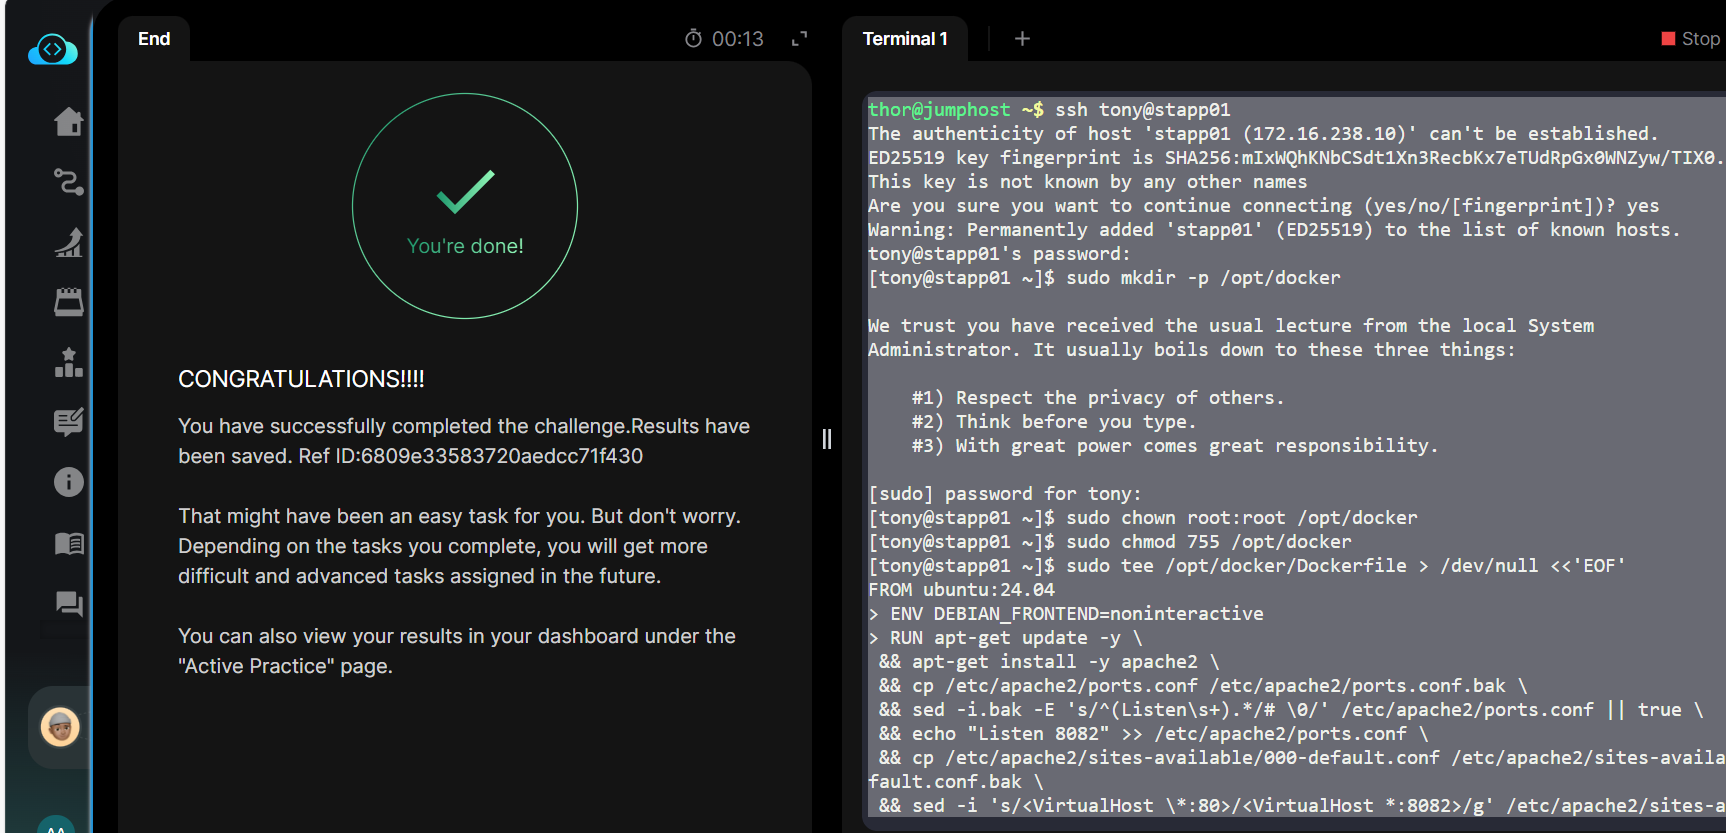 End
00:13
You're done!
CONGRATULATIONS!!!!
You have successfully completed the challenge.Results have
been saved. Ref ID:6809e33583720aedcc71f430
That might have been an easy task for you. But don't worry.
Depending on the tasks you complete, you will get more
difficult and advanced tasks assigned in the future.
You can also view your results in your dashboard under the
"Active Practice" page.
Terminal 1
Stop
thor@jumphost ~$ ssh tony@stapp01
The authenticity of host 'stapp01 (172.16.238.10)' can't be established.
ED25519 key fingerprint is SHA256:mIxWQhKNbCSdt1Xn3RecbKx7eTUdRpGx0WNZyw/TIX0.
This key is not known by any other names
Are you sure you want to continue connecting (yes/no/[fingerprint])? yes
Warning: Permanently added 'stapp01' (ED25519) to the list of known hosts.
tony@stapp01's password:
[tony@stapp01 ~]$ sudo mkdir -p /opt/docker
We trust you have received the usual lecture from the local System
Administrator. It usually boils down to these three things:
#1) Respect the privacy of others.
#2) Think before you type.
#3) With great power comes great responsibility.
[sudo] password for tony:
[tony@stapp01 ~]$ sudo chown root:root /opt/docker
[tony@stapp01 ~]$ sudo chmod 755 /opt/docker
[tony@stapp01 ~]$ sudo tee /opt/docker/Dockerfile > /dev/null <<'EOF'
FROM ubuntu:24.04
> ENV DEBIAN_FRONTEND=noninteractive
> RUN apt-get update -y \
&& apt-get install -y apache2 \
&& cp /etc/apache2/ports.conf /etc/apache2/ports.conf.bak \
&& sed -i.bak -E 's/^(Listen\s+).*/# \0/' /etc/apache2/ports.conf || true \
&& echo "Listen 8082" >> /etc/apache2/ports.conf \
&& cp /etc/apache2/sites-available/000-default.conf /etc/apache2/sites-availa
fault.conf.bak \
&& sed -i 's/<VirtualHost \*:80>/<VirtualHost *:8082>/g' /etc/apache2/sites-a